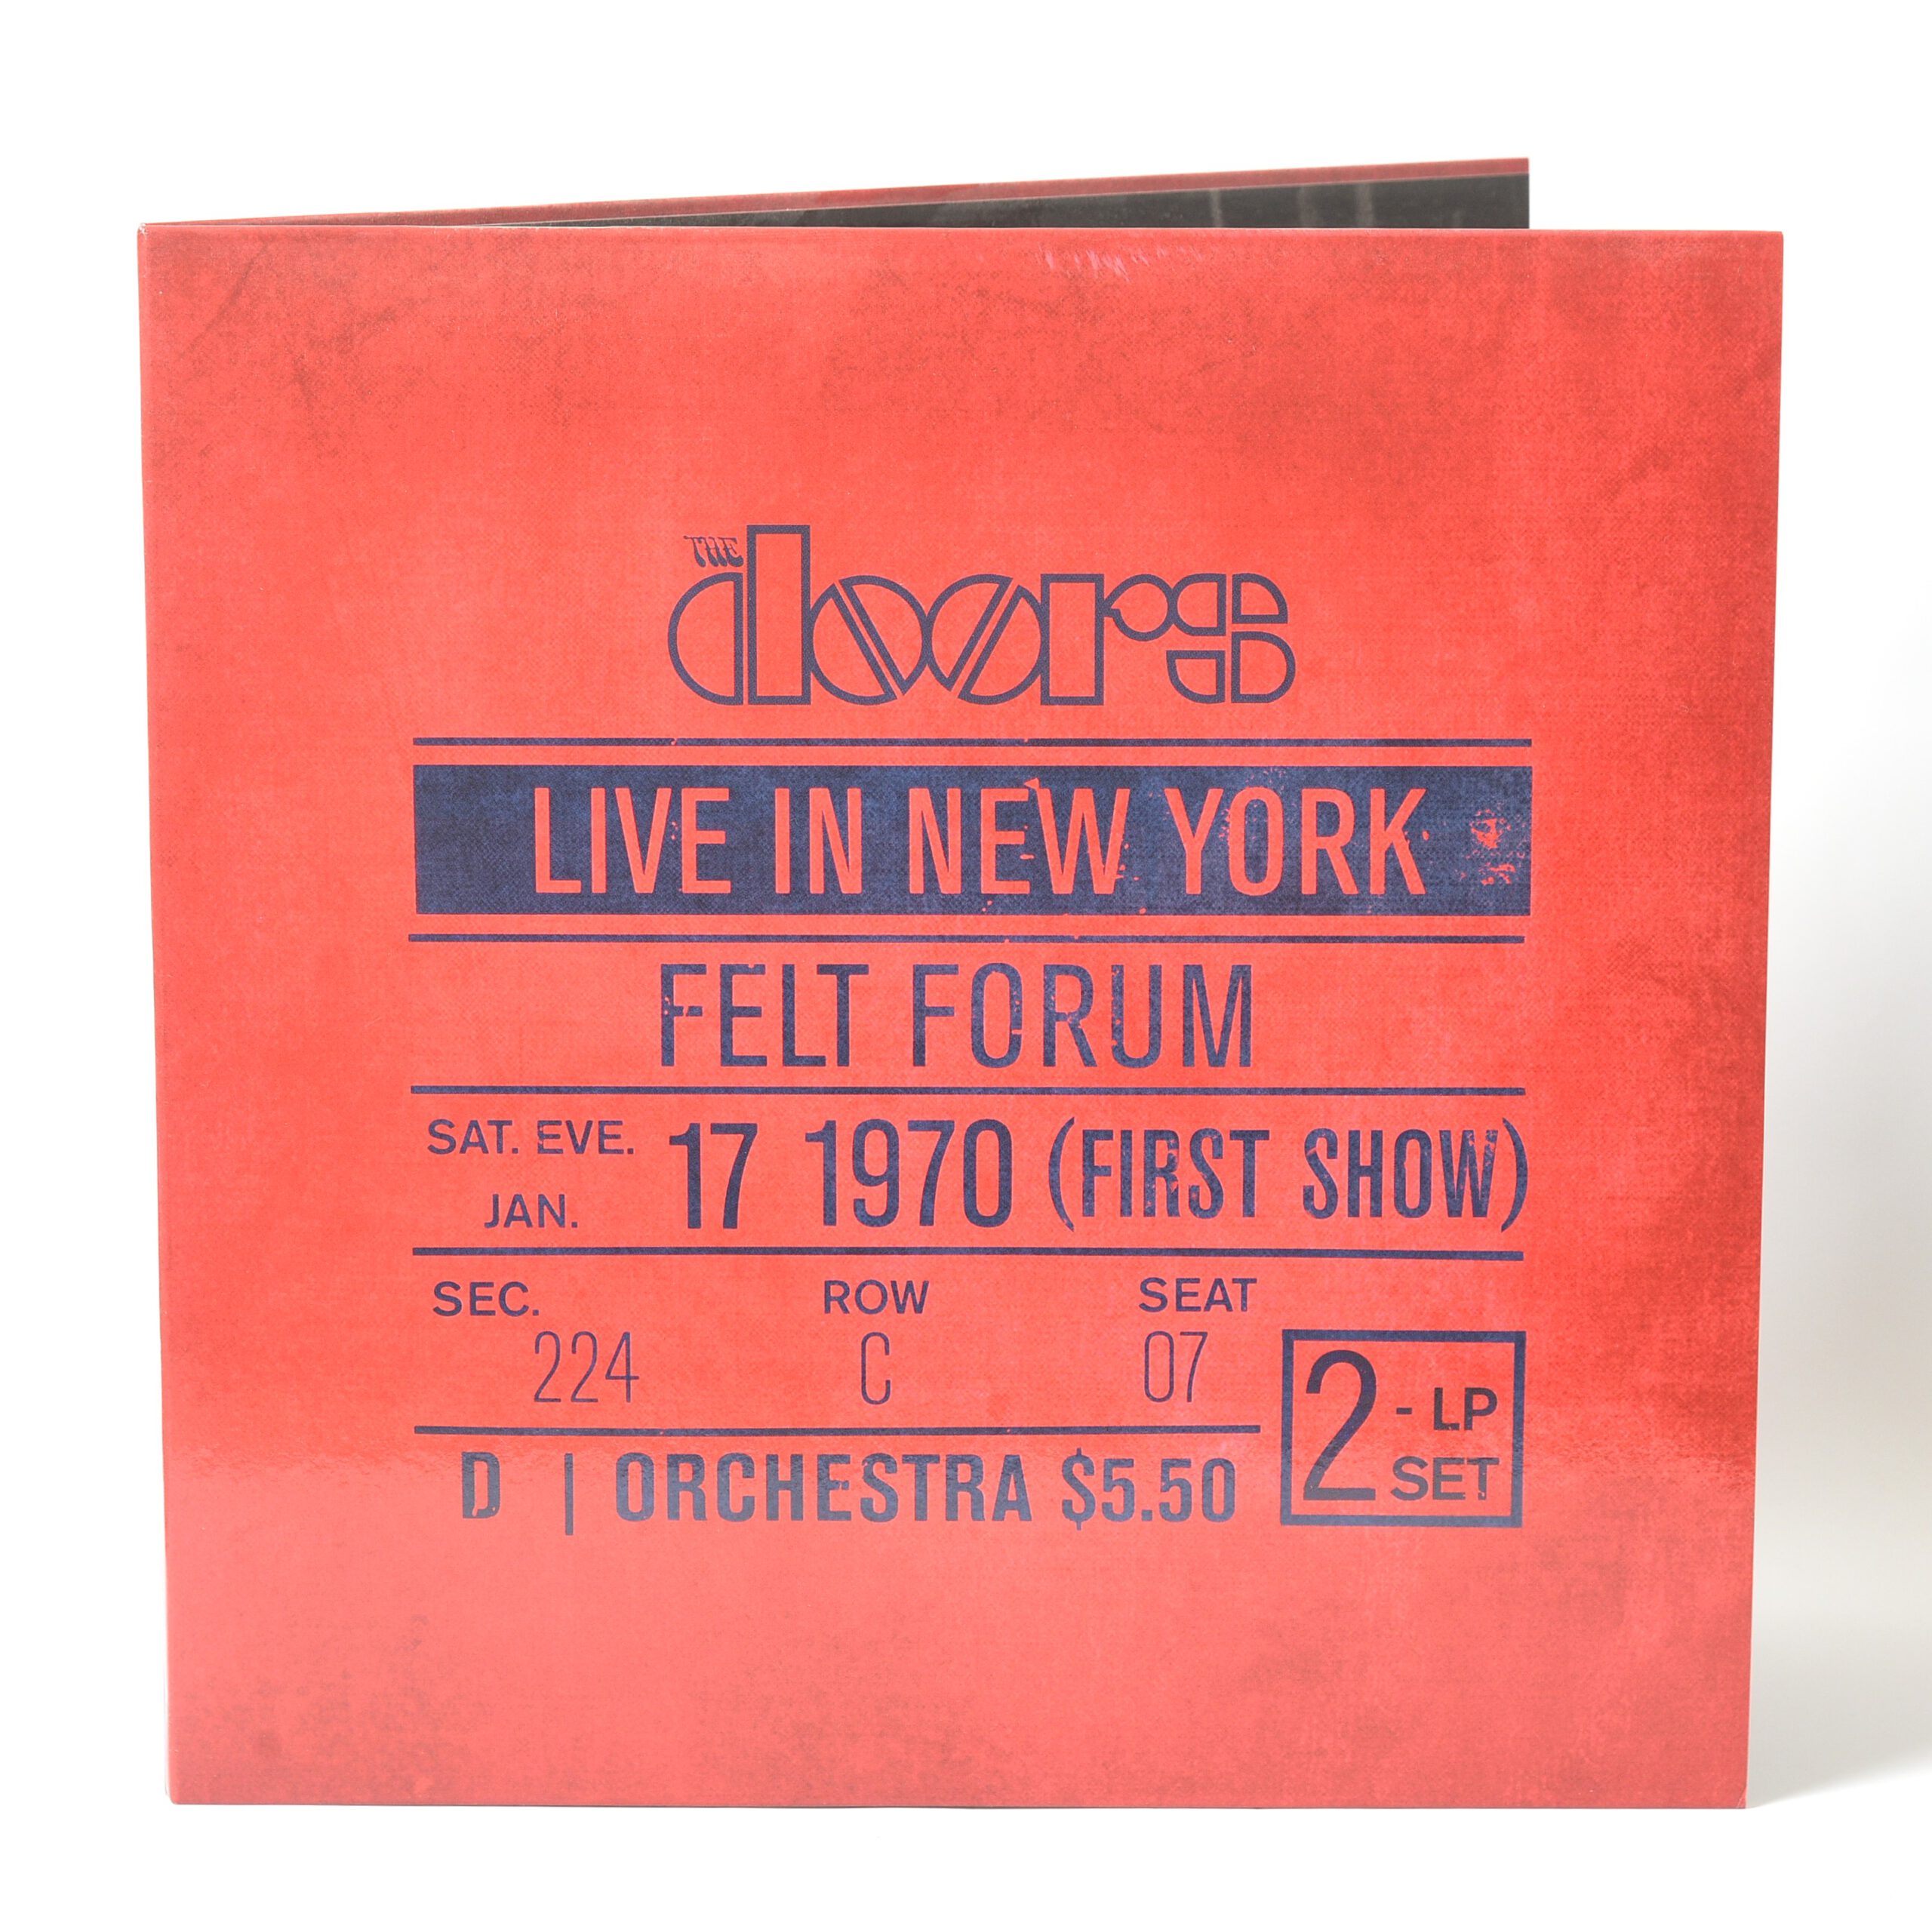 THE
doors
LIVE IN NEW YORK
FELT FORUM
SAT. EVE. JAN. 17 1970 (FIRST SHOW)
SEC. ROW SEAT
224 C 07
2 - LP SET
D | ORCHESTRA $5.50